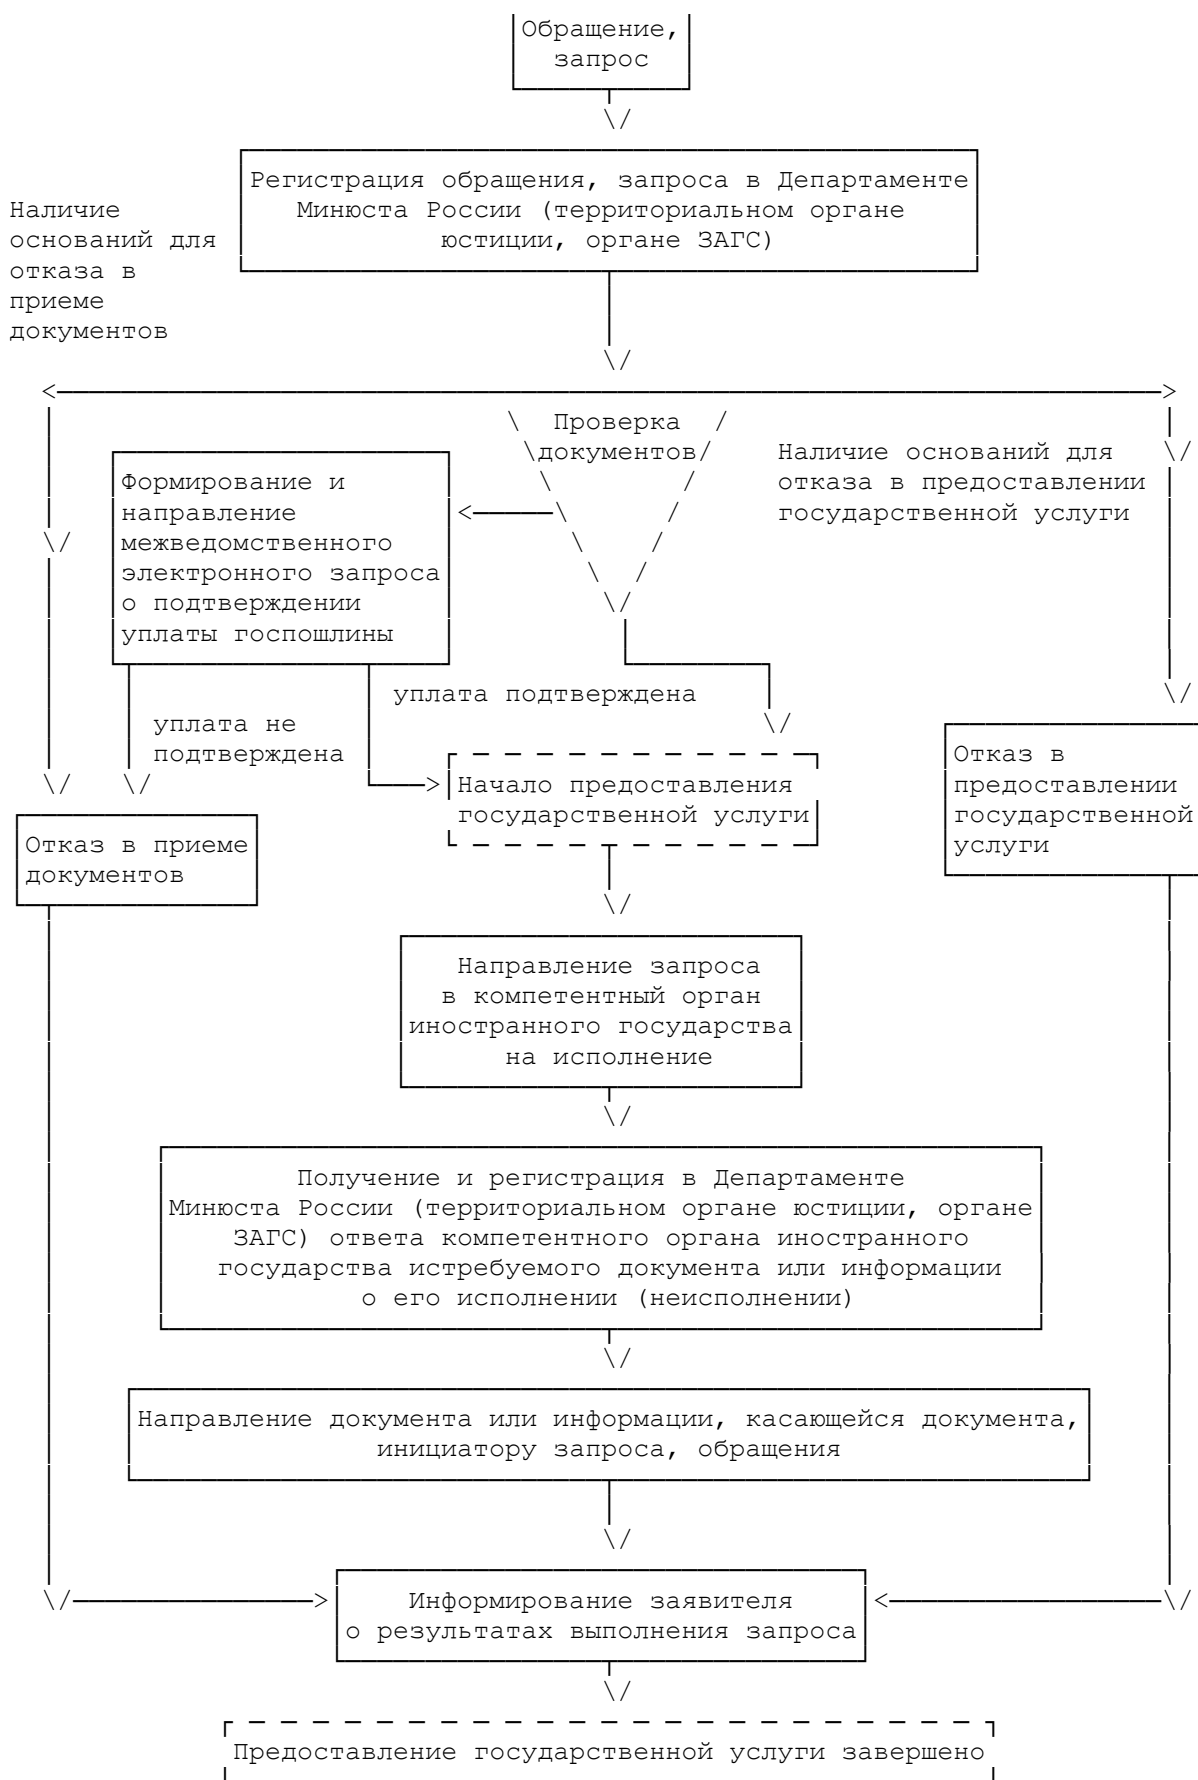 Обращение,
запрос
Регистрация обращения, запроса в Департаменте
Минюста России (территориальном органе
юстиции, органе ЗАГС)
Наличие
оснований для
отказа в
приеме
документов
Проверка
документов
Наличие оснований для
отказа в предоставлении
государственной услуги
Формирование и
направление
межведомственного
электронного запроса
о подтверждении
уплаты госпошлины
уплата подтверждена
уплата не
подтверждена
Начало предоставления
государственной услуги
Отказ в
предоставлении
государственной
услуги
Отказ в приеме
документов
Направление запроса
в компетентный орган
иностранного государства
на исполнение
Получение и регистрация в Департаменте
Минюста России (территориальном органе юстиции, органе
ЗАГС) ответа компетентного органа иностранного
государства истребуемого документа или информации
о его исполнении (неисполнении)
Направление документа или информации, касающейся документа,
инициатору запроса, обращения
Информирование заявителя
о результатах выполнения запроса
Предоставление государственной услуги завершено